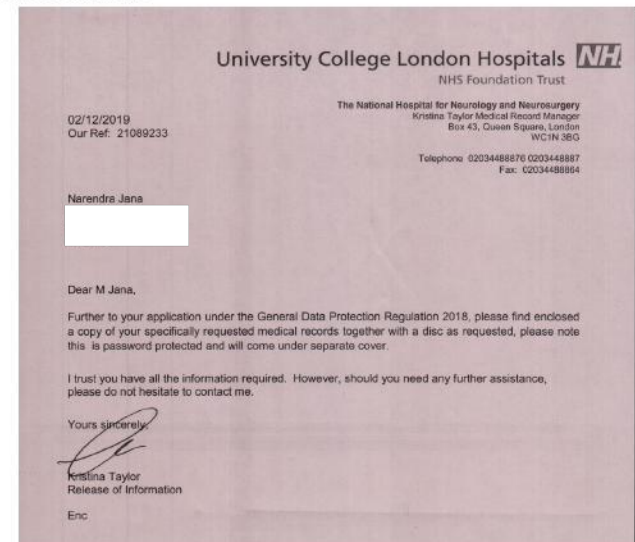 University College London Hospitals NHS
NHS Foundation Trust
The National Hospital for Neurology and Neurosurgery
Kristina Taylor Medical Record Manager
Box 43, Queen Square, London
WC1N 3BG
Telephone 02034488876 0203448887
Fax: 02034488864
02/12/2019
Our Ref: 21089233
Narendra Jana
Dear M Jana,
Further to your application under the General Data Protection Regulation 2018, please find enclosed
a copy of your specifically requested medical records together with a disc as requested, please note
this is password protected and will come under separate cover.
I trust you have all the information required. However, should you need any further assistance,
please do not hesitate to contact me.
Yours sincerely,
Kristina Taylor
Release of Information
Enc